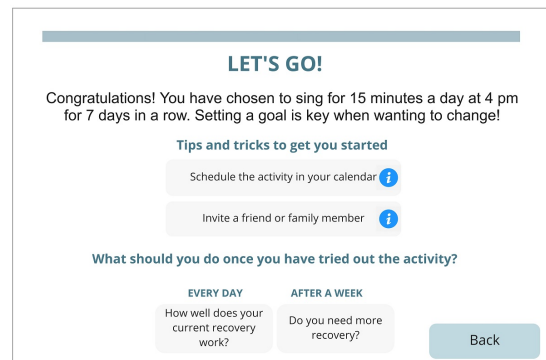 LET'S GO!
Congratulations! You have chosen to sing for 15 minutes a day at 4 pm
for 7 days in a row. Setting a goal is key when wanting to change!
Tips and tricks to get you started
Schedule the activity in your calendar i
Invite a friend or family member i
What should you do once you have tried out the activity?
EVERY DAY
How well does your
current recovery
work?
AFTER A WEEK
Do you need more
recovery?
Back